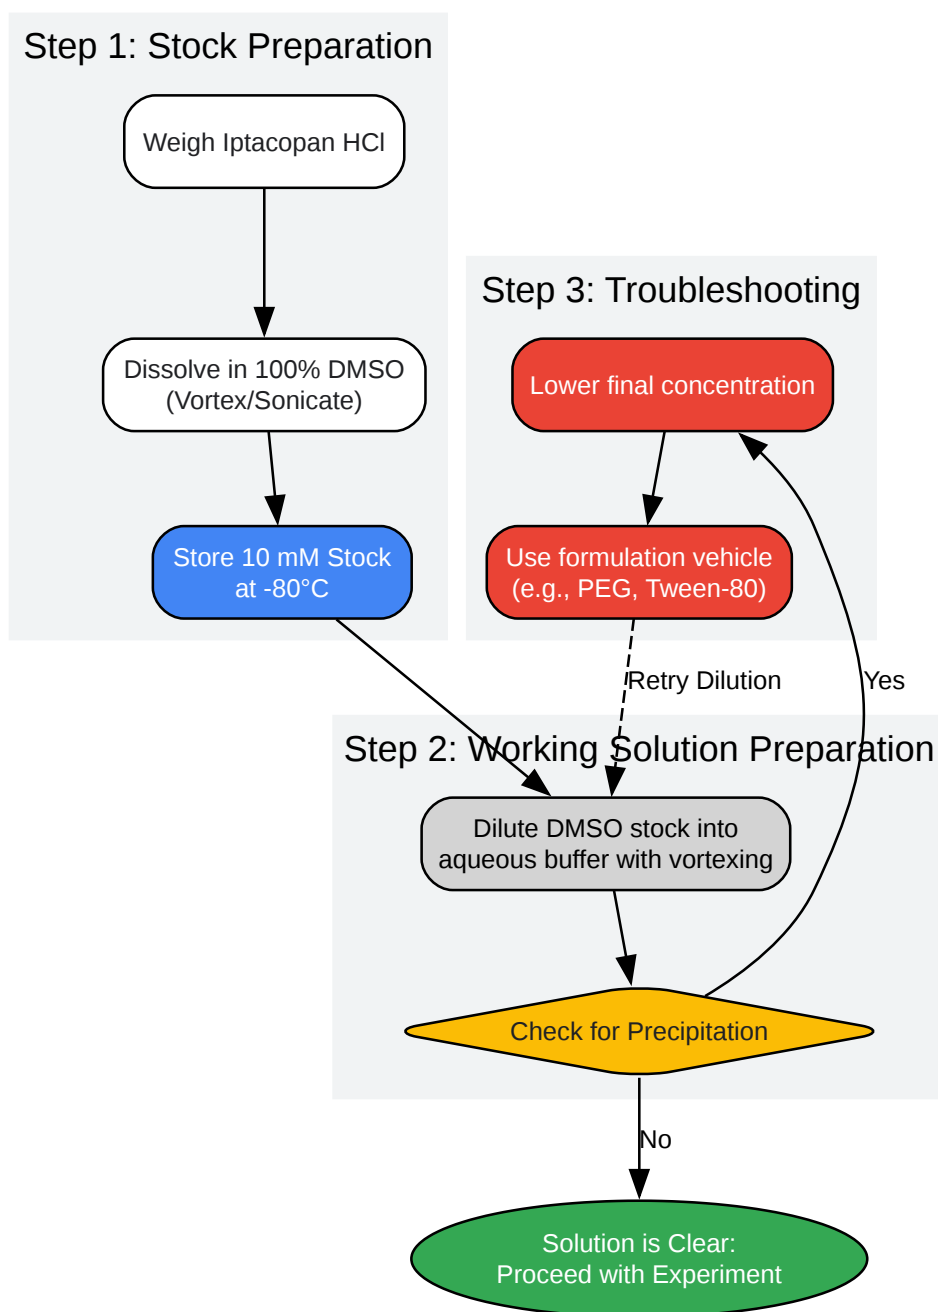 Step 1: Stock Preparation
Weigh Iptacopan HCl
Dissolve in 100% DMSO
(Vortex/Sonicate)
Store 10 mM Stock
at -80°C
Step 3: Troubleshooting
Lower final concentration
Use formulation vehicle
(e.g., PEG, Tween-80)
Retry Dilution
Yes
Step 2: Working Solution Preparation
Dilute DMSO stock into
aqueous buffer with vortexing
Check for Precipitation
No
Solution is Clear:
Proceed with Experiment